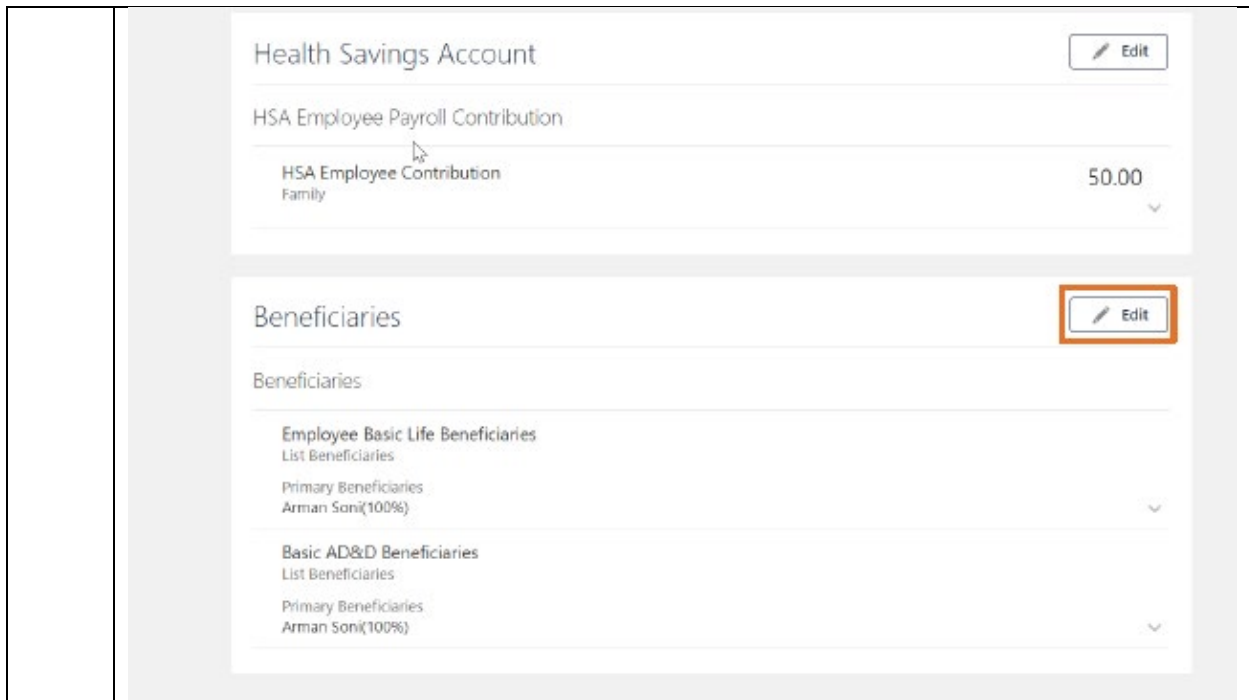 Health Savings Account
Edit
HSA Employee Payroll Contribution
HSA Employee Contribution
50.00
Family
Beneficiaries
Edit
Beneficiaries
Employee Basic Life Beneficiaries
List Beneficiaries
Primary Beneficiaries
Arman Soni(100%)
Basic AD&D Beneficiaries
List Beneficiaries
Primary Beneficiaries
Arman Soni(100%)